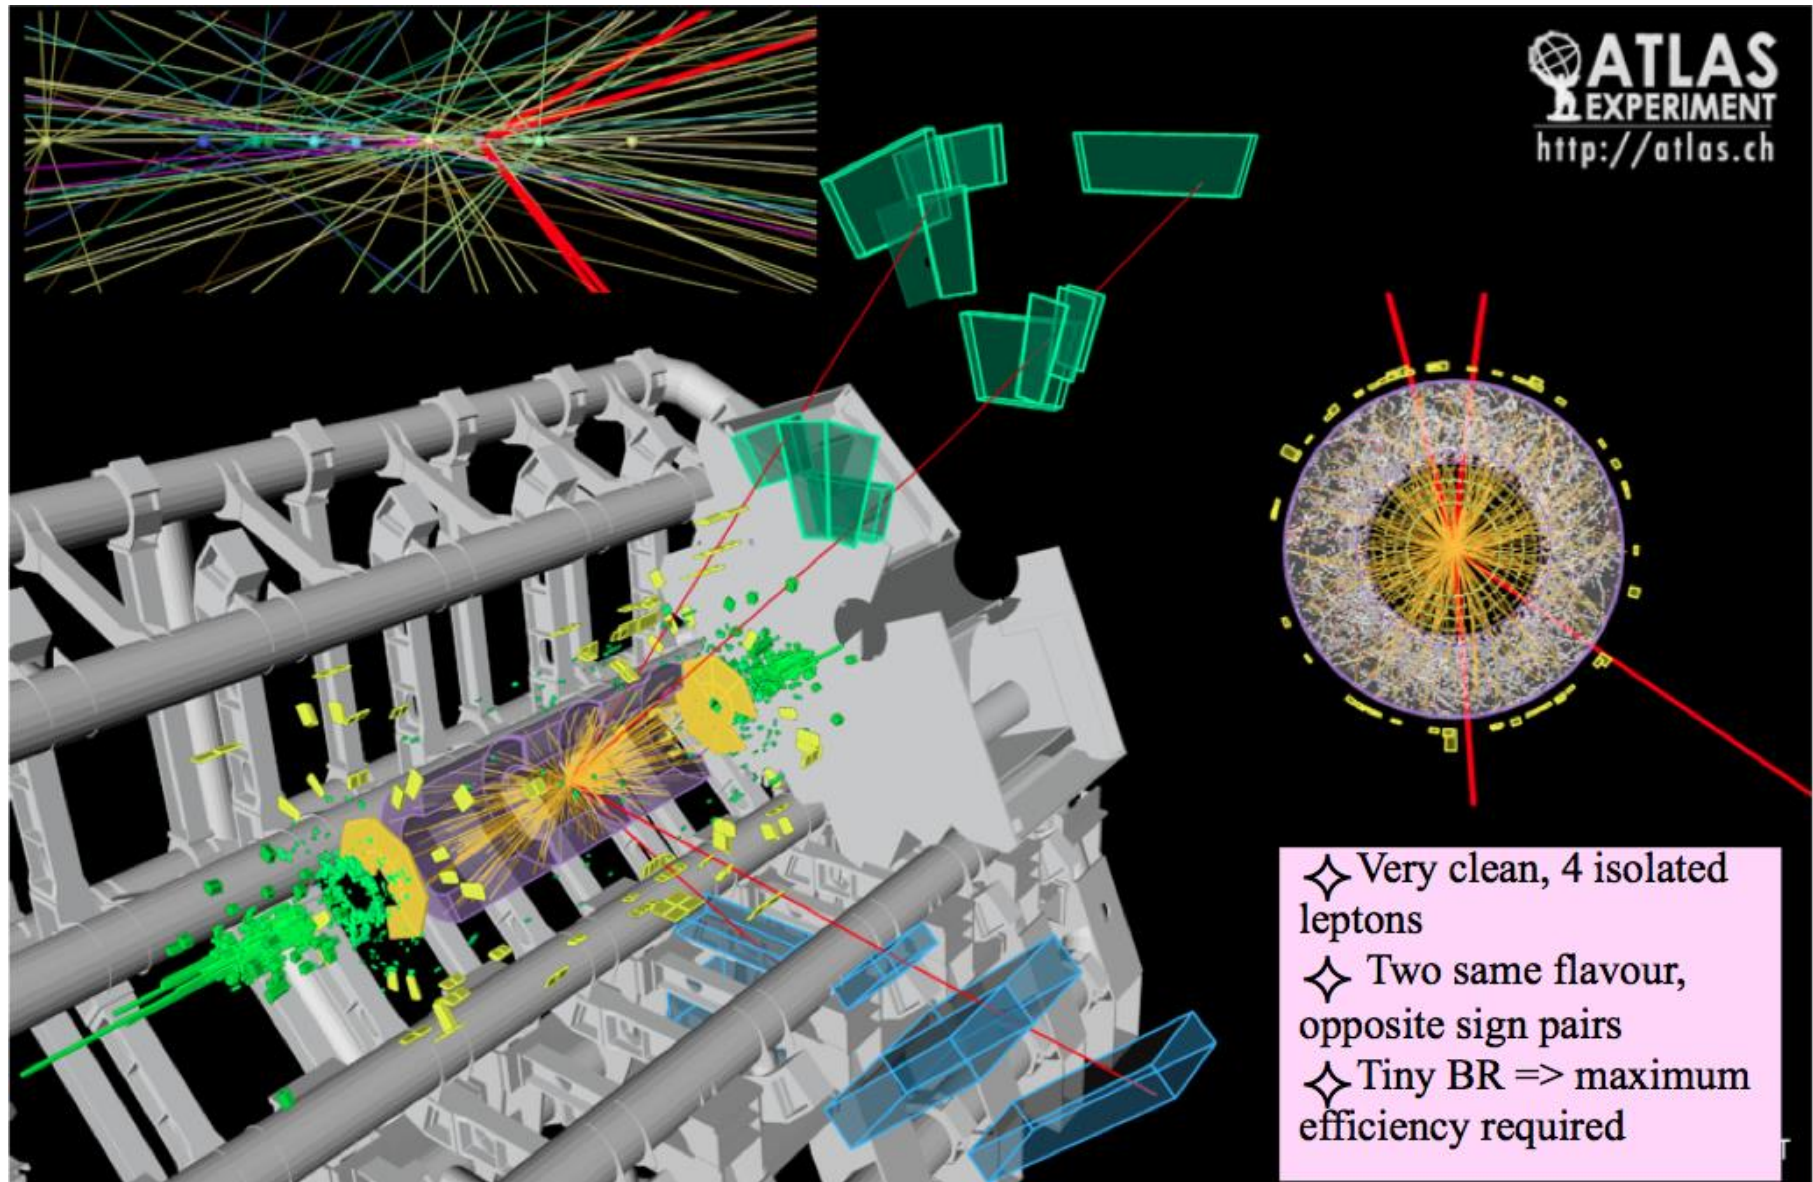 ATLAS
EXPERIMENT
http://atlas.ch
Very clean, 4 isolated
leptons
Two same flavour,
opposite sign pairs
Tiny BR => maximum
efficiency required
T